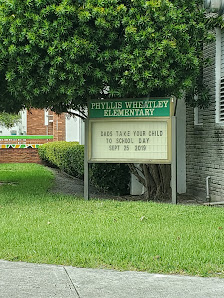 PHYLLIS WHEATLEY
ELEMENTARY
DADS TAKE YOUR CHILD
TO SCHOOL DAY
SEPT 25 2019